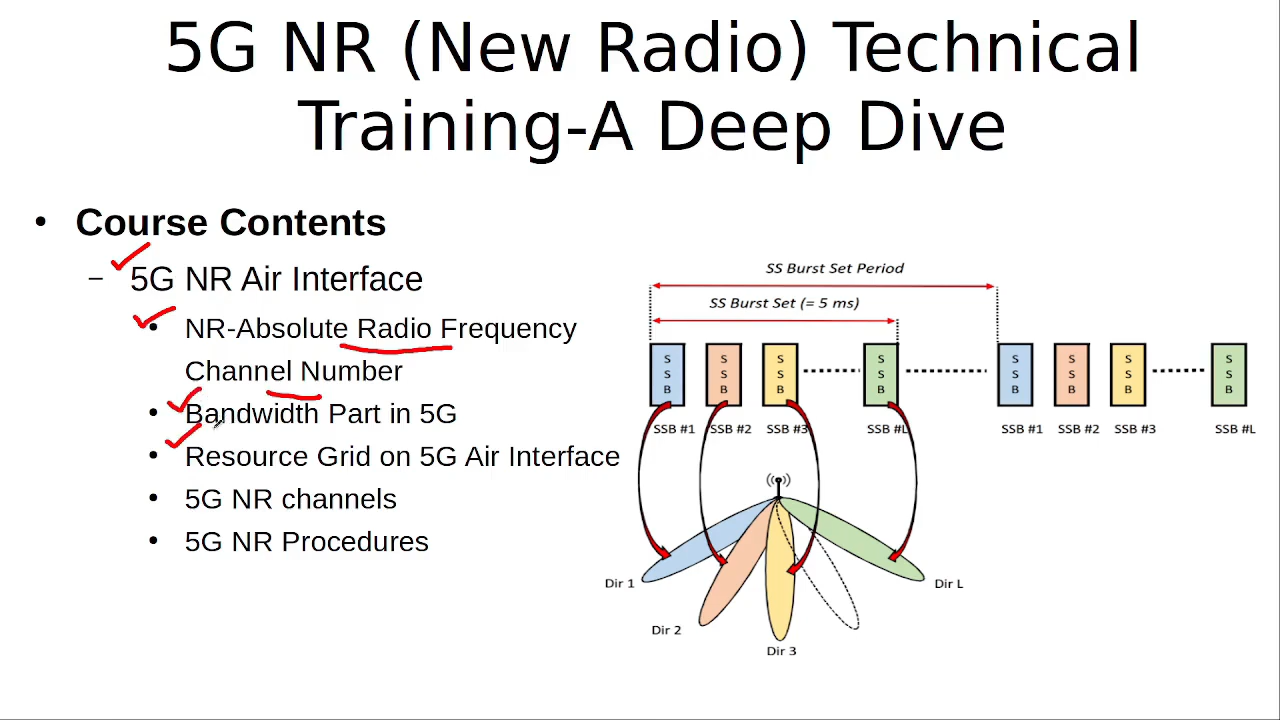 5G NR (New Radio) Technical
Training-A Deep Dive
• Course Contents
– 5G NR Air Interface
• NR-Absolute Radio Frequency
Channel Number
• Bandwidth Part in 5G
• Resource Grid on 5G Air Interface
• 5G NR channels
• 5G NR Procedures
SS Burst Set Period
SS Burst Set (= 5 ms)
SSB SSB SSB SSB SSB SSB SSB SSB
SSB #1 SSB #2 SSB #3 SSB #L SSB #1 SSB #2 SSB #3 SSB #L
Dir 1
Dir 2
Dir 3
Dir L